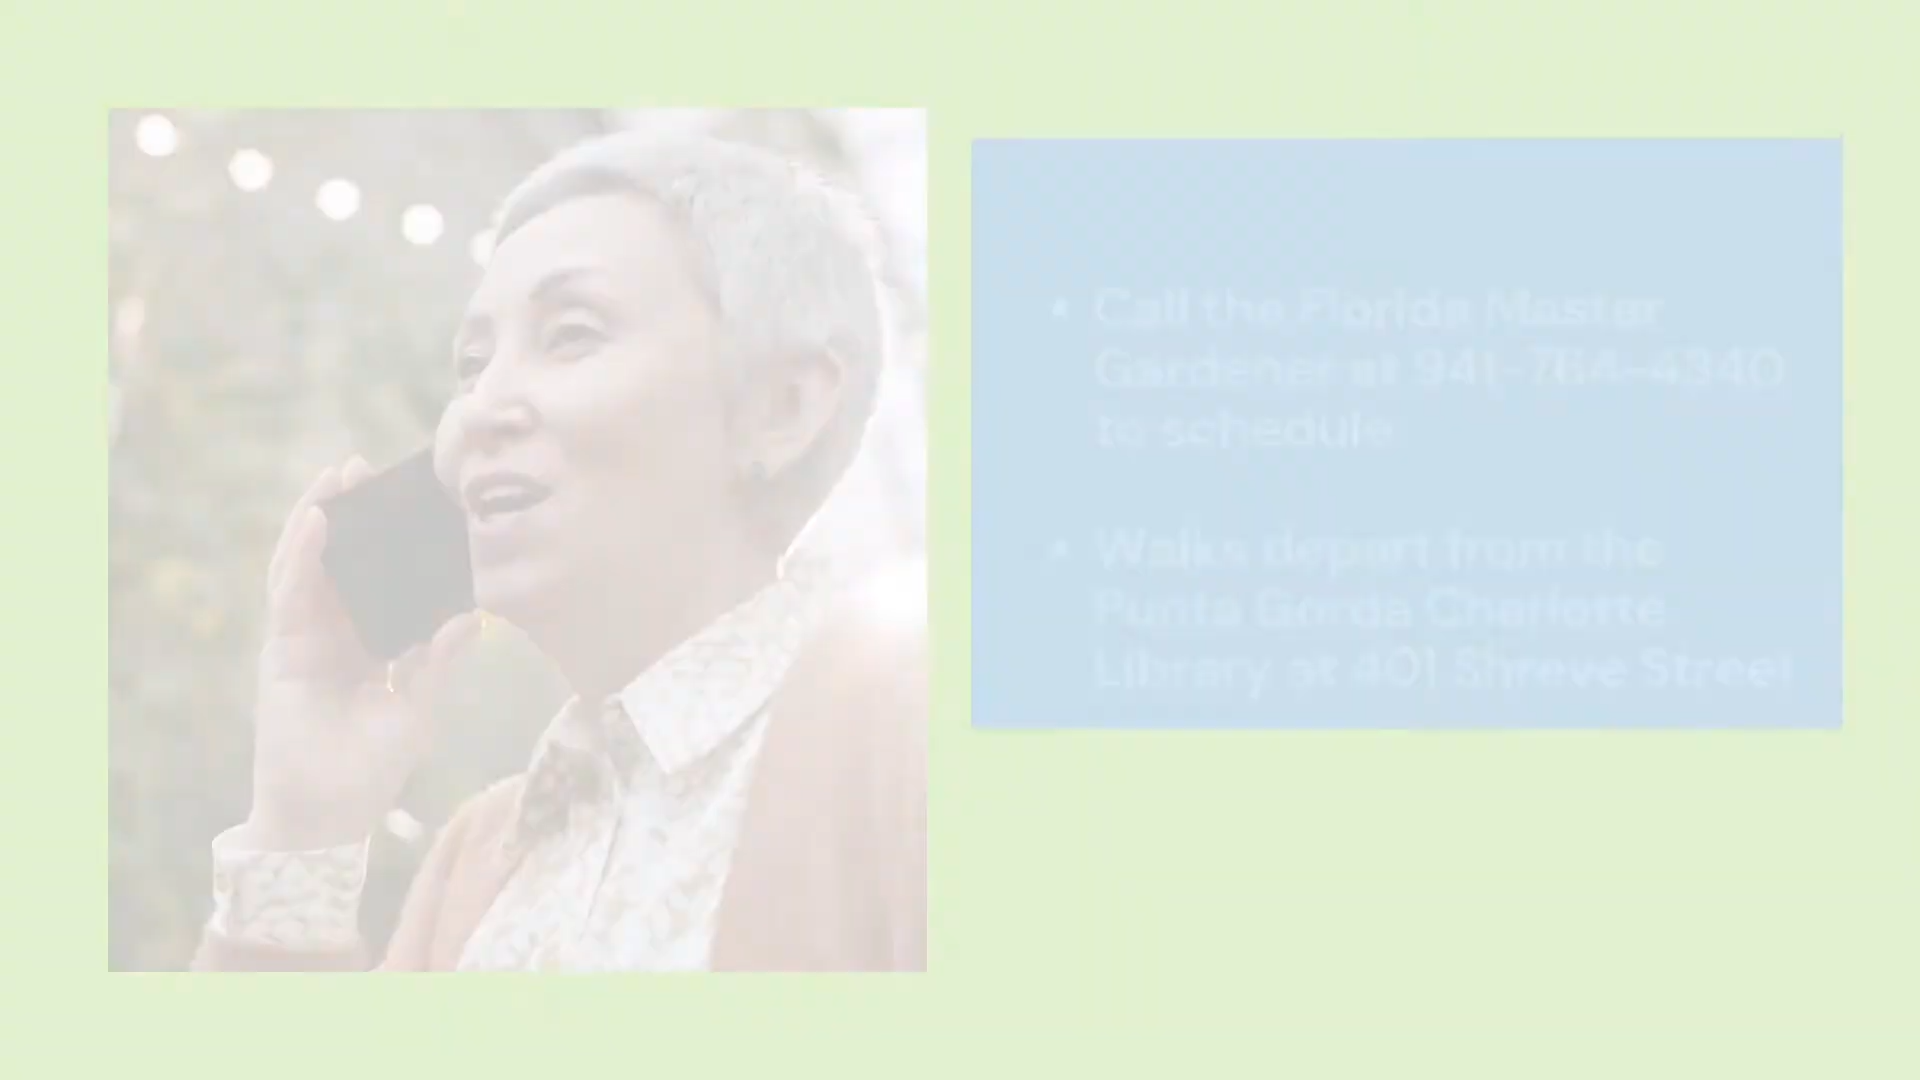 • Call the Florida Master
Gardener at 941-764-4340
to schedule
• Walks depart from the
Punta Gorda Charlotte
Library at 401 Shreve Street